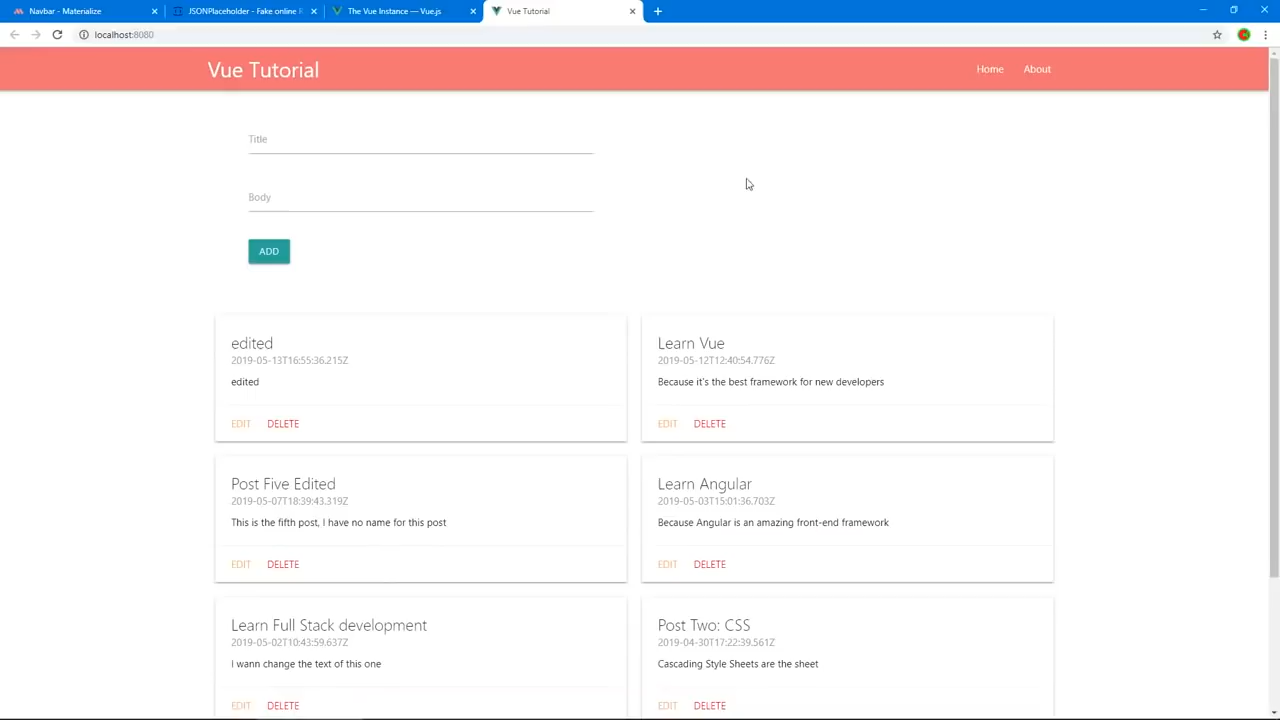 Navbar - Materialize
JSONPlaceholder - Fake online R
The Vue Instance — Vue.js
Vue Tutorial
localhost:8080
Vue Tutorial
Home
About
Title
Body
ADD
edited
2019-05-13T16:55:36.215Z
edited
EDIT DELETE
Learn Vue
2019-05-12T12:40:54.776Z
Because it's the best framework for new developers
EDIT DELETE
Post Five Edited
2019-05-07T18:39:43.319Z
This is the fifth post, I have no name for this post
EDIT DELETE
Learn Angular
2019-05-03T15:01:36.703Z
Because Angular is an amazing front-end framework
EDIT DELETE
Learn Full Stack development
2019-05-02T10:43:59.637Z
I wann change the text of this one
EDIT DELETE
Post Two: CSS
2019-04-30T17:22:39.561Z
Cascading Style Sheets are the sheet
EDIT DELETE